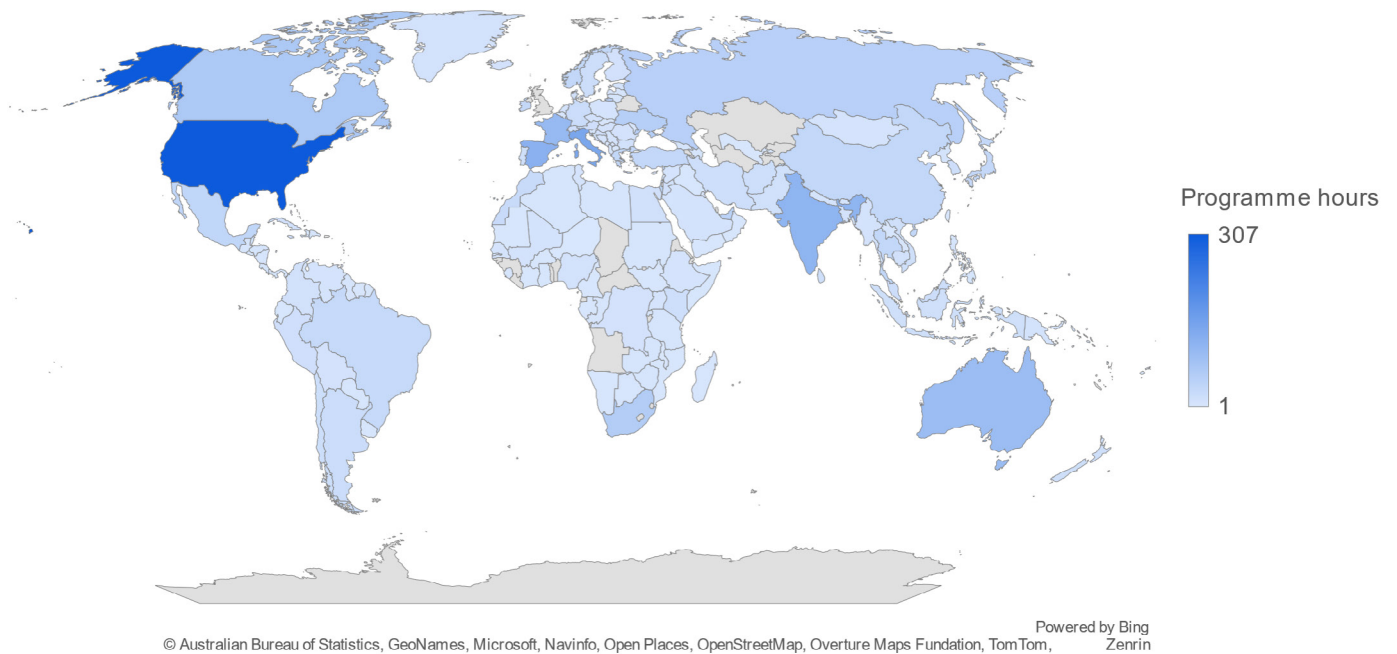 Programme hours
307
1
Powered by Bing
© Australian Bureau of Statistics, GeoNames, Microsoft, Navinfo, Open Places, OpenStreetMap, Overture Maps Fundation, TomTom, Zenrin